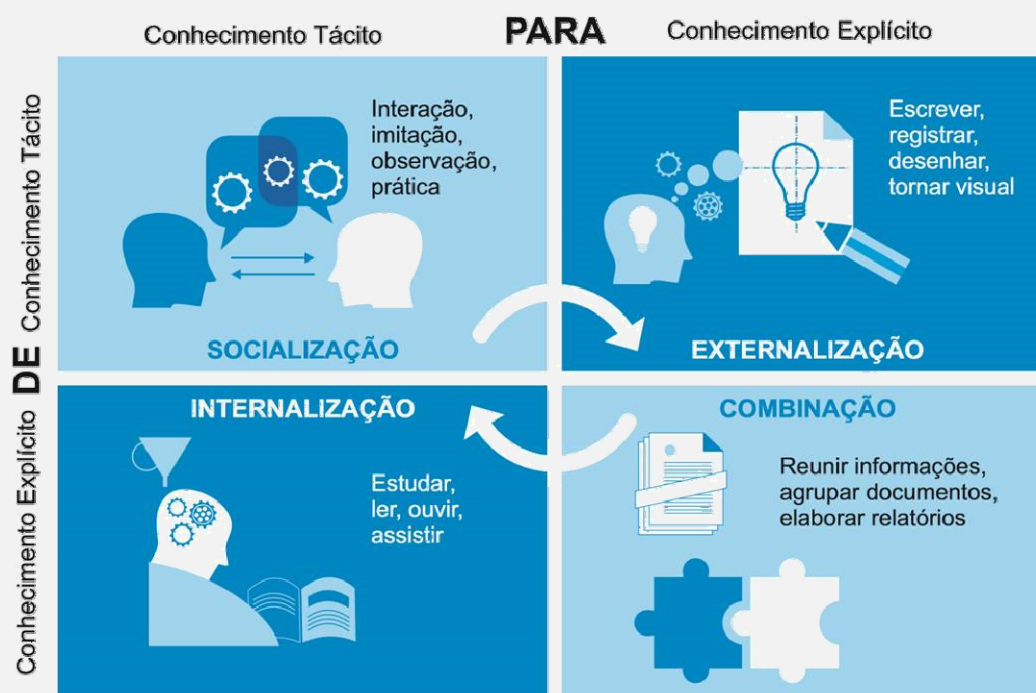 Conhecimento Tácito PARA Conhecimento Explícito
DE Conhecimento Tácito
Interação,
imitação,
observação,
prática
SOCIALIZAÇÃO
Escrever,
registrar,
desenhar,
tornar visual
EXTERNALIZAÇÃO
Conhecimento Explícito
INTERNALIZAÇÃO
Estudar,
ler, ouvir,
assistir
COMBINAÇÃO
Reunir informações,
agrupar documentos,
elaborar relatórios